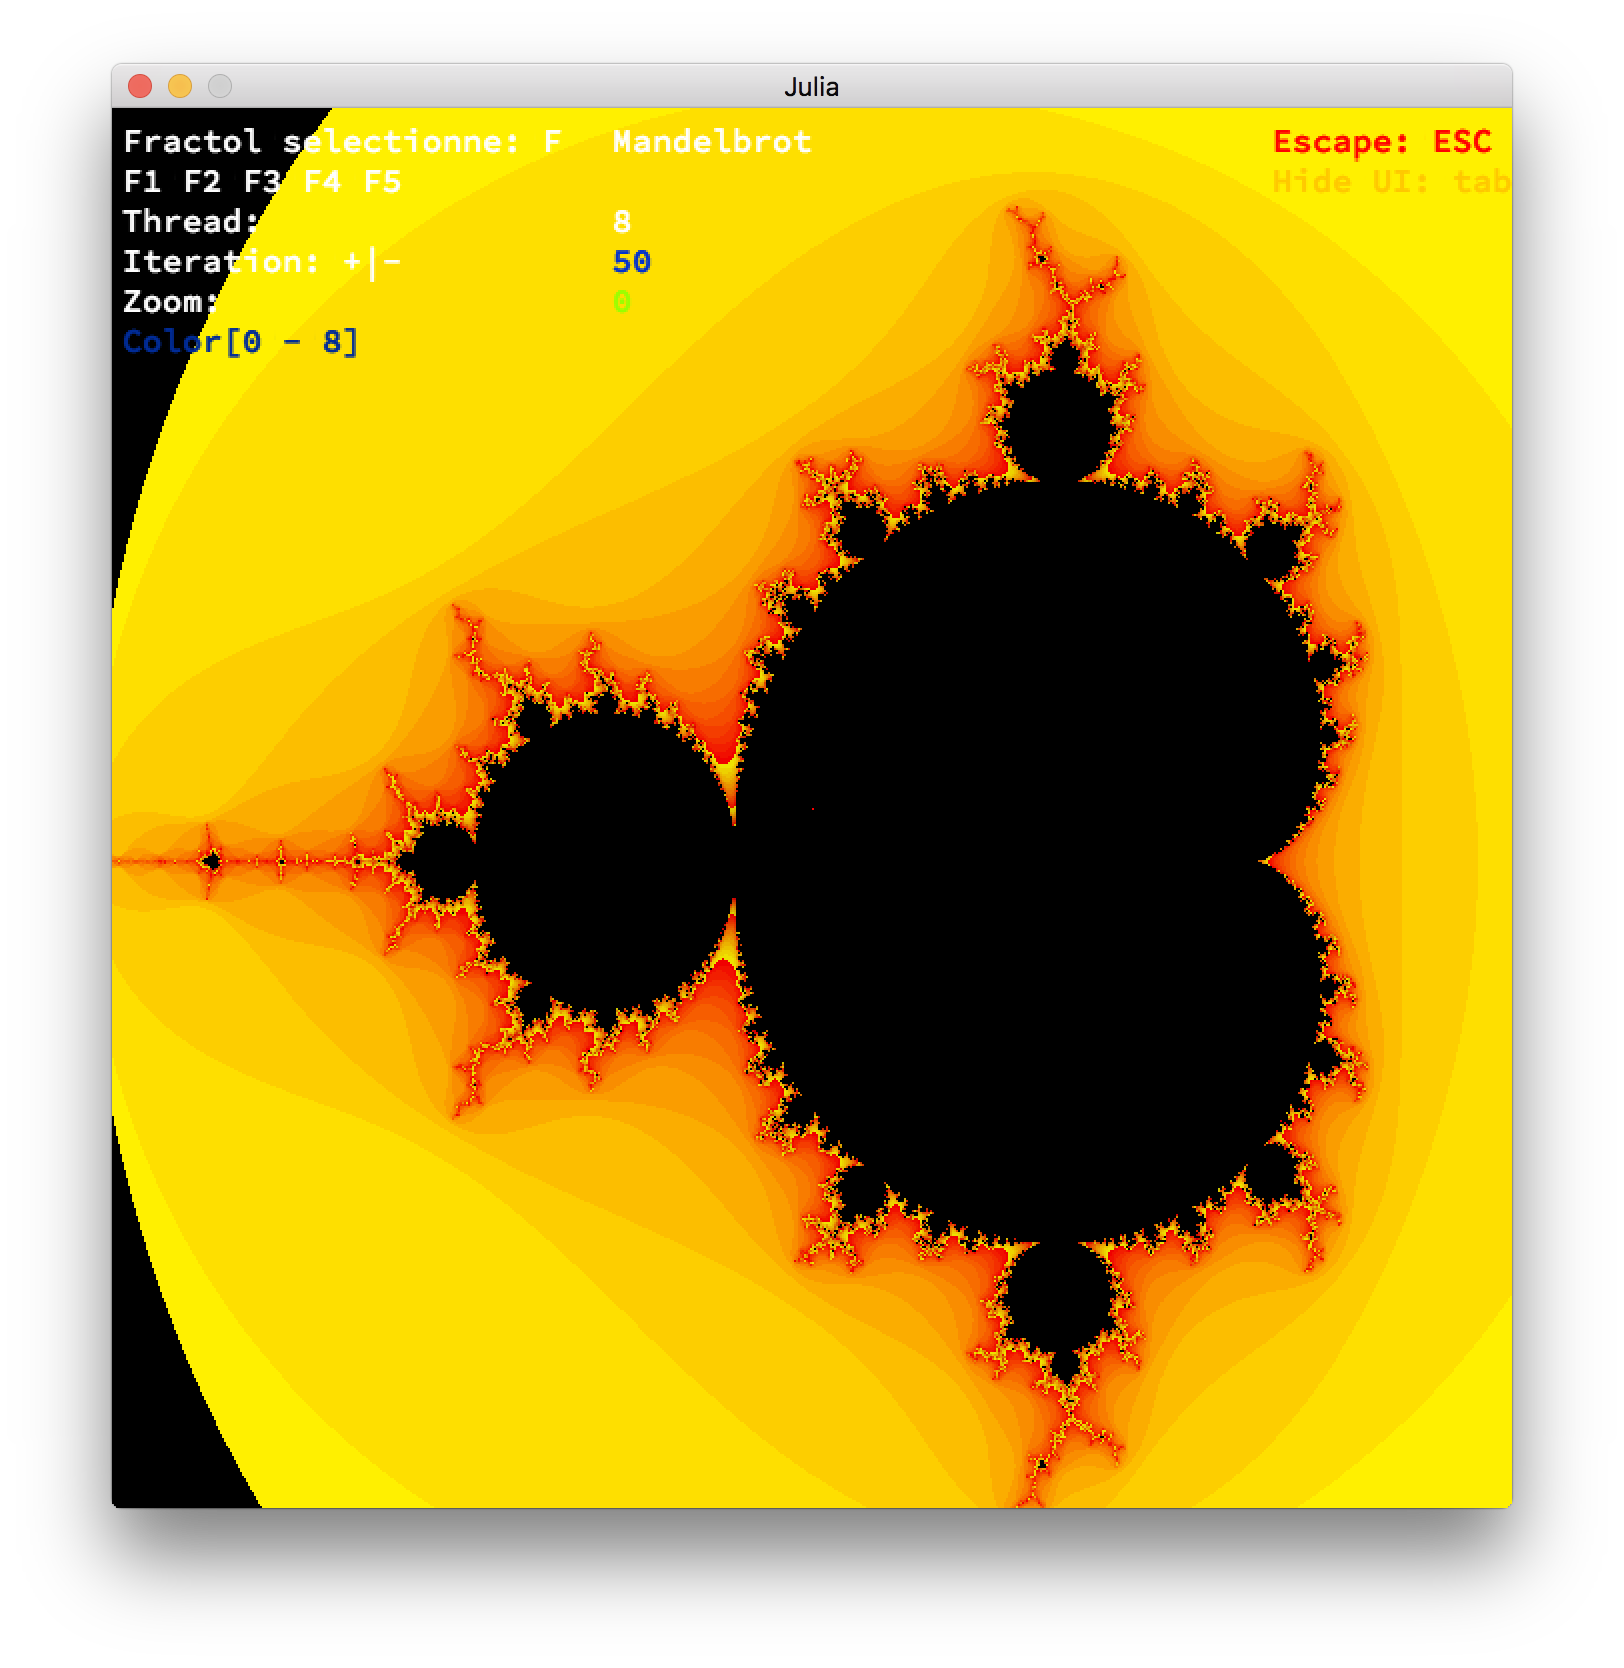 Julia
Fractol selectionne: F Mandelbrot Escape: ESC
F1 F2 F3 F4 F5 Hide UI: tab
Thread: 8
Iteration: +|- 50
Zoom: 0
Color[0 - 8]